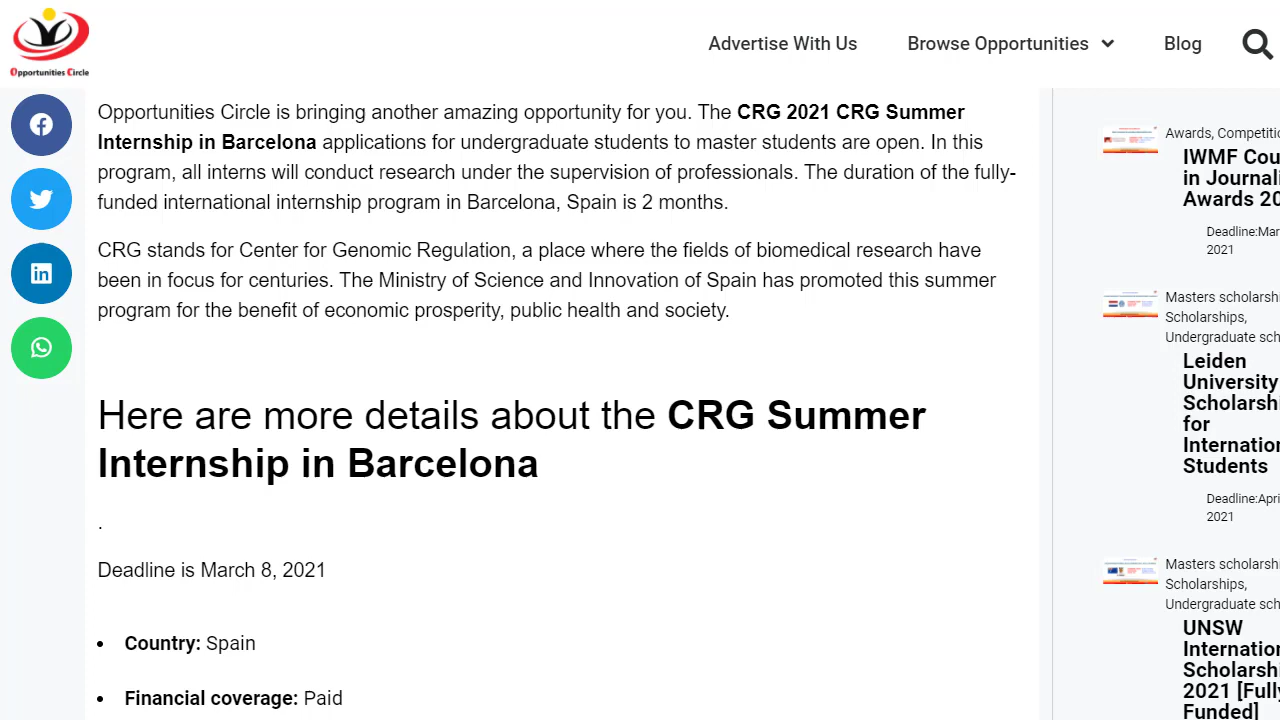 Opportunities Circle
Advertise With Us
Browse Opportunities
Blog
Opportunities Circle is bringing another amazing opportunity for you. The CRG 2021 CRG Summer
Internship in Barcelona applications for undergraduate students to master students are open. In this
program, all interns will conduct research under the supervision of professionals. The duration of the fully-
funded international internship program in Barcelona, Spain is 2 months.
CRG stands for Center for Genomic Regulation, a place where the fields of biomedical research have
been in focus for centuries. The Ministry of Science and Innovation of Spain has promoted this summer
program for the benefit of economic prosperity, public health and society.
Here are more details about the CRG Summer
Internship in Barcelona
.
Deadline is March 8, 2021
• Country: Spain
• Financial coverage: Paid
Awards, Competitio
IWMF Cou
in Journali
Awards 20
Deadline:Mar
2021
Masters scholarsh
Scholarships,
Undergraduate sch
Leiden
University
Scholarshi
for
Internation
Students
Deadline:Apri
2021
Masters scholarsh
Scholarships,
Undergraduate sch
UNSW
Internation
Scholarshi
2021 [Fully
Funded]